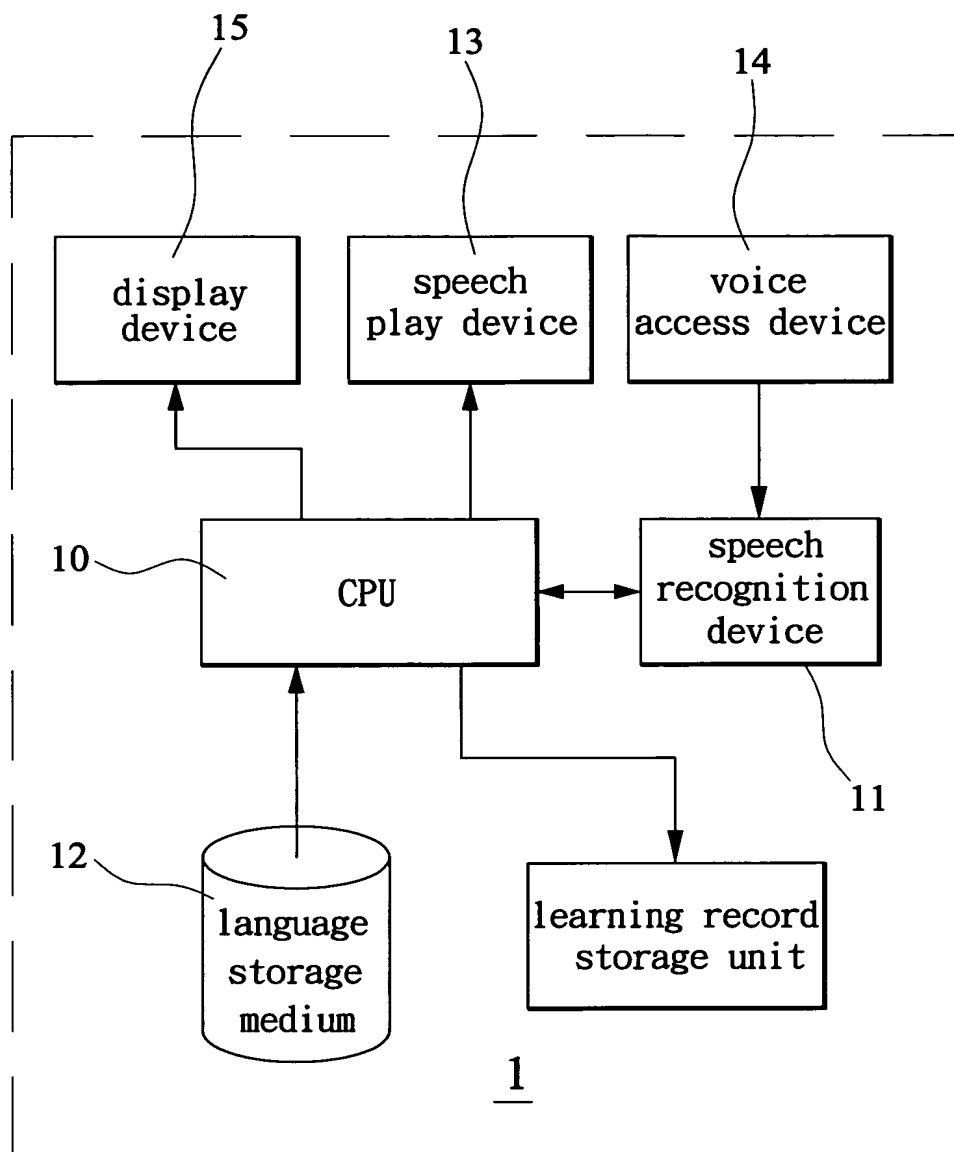 15
13
14
display
device
speech
play device
voice
access device
10
CPU
speech
recognition
device
11
12
language
storage
medium
learning record
storage unit
1